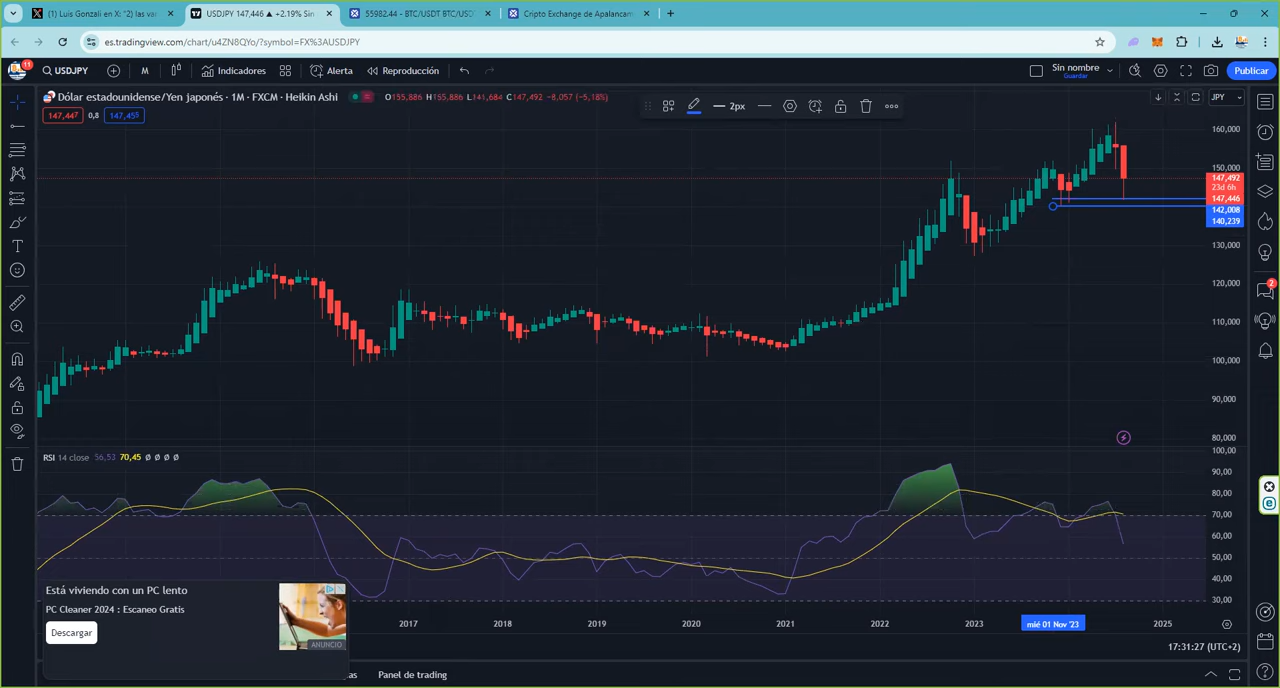 (1) Luis Gonzali en X: "2) las var
USDJPY 147,446 ▲ +2.19% Sin
55982.44 - BTC/USDT BTC/USD
Cripto Exchange de Apalancam
es.tradingview.com/chart/u4ZN8QYo/?symbol=FX%3AUSDJPY
11
USDJPY
M
Indicadores
Alerta
Reproducción
Sin nombre
Guardar
Publicar
Dólar estadounidense/Yen japonés · 1M · FXCM · Heikin Ashi
O155,886 H155,886 L141,684 C147,492 −8,057 (−5,18%)
2px
JPY
147,447
0,8
147,455
160,000
150,000
147,492
23d 6h
147,446
142,008
140,239
130,000
120,000
110,000
100,000
90,000
80,000
RSI 14 close 56,53 70,45 Ø Ø Ø Ø
100,00
90,00
80,00
70,00
60,00
50,00
40,00
30,00
2
Está viviendo con un PC lento
PC Cleaner 2024 : Escaneo Gratis
Descargar
ANUNCIO
2017
2018
2019
2020
2021
2022
2023
mié 01 Nov '23
2025
17:31:27 (UTC+2)
Panel de trading